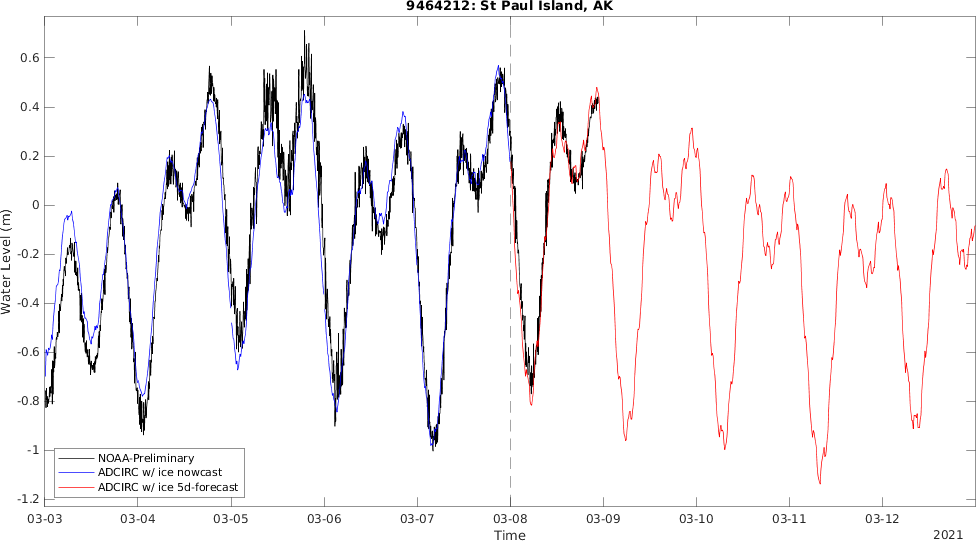 9464212: St Paul Island, AK
Water Level (m)
0.6
0.4
0.2
0
-0.2
-0.4
-0.6
-0.8
-1
-1.2
NOAA-Preliminary
ADCIRC w/ ice nowcast
ADCIRC w/ ice 5d-forecast
03-03 03-04 03-05 03-06 03-07 03-08 03-09 03-10 03-11 03-12
Time
2021